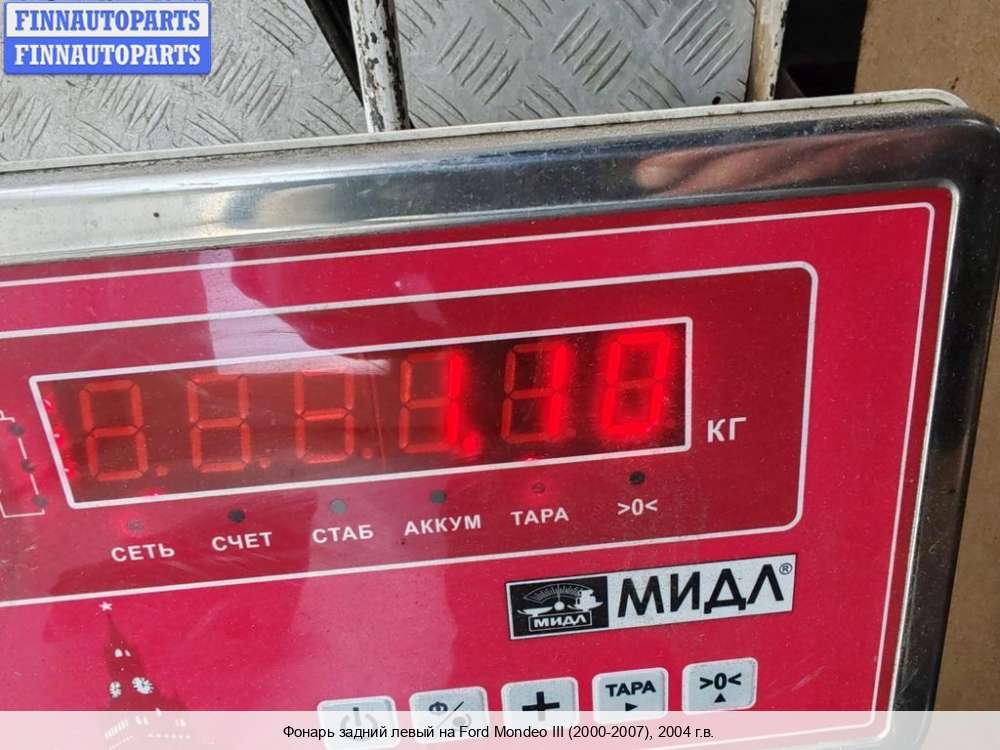 FINNAUTOPARTS
FINNAUTOPARTS
1.10 КГ
СЕТЬ СЧЕТ СТАБ АККУМ ТАРА >0<
МИДЛ МИДЛ®
Ф + ТАРА >0<
Фонарь задний левый на Ford Mondeo III (2000-2007), 2004 г.в.